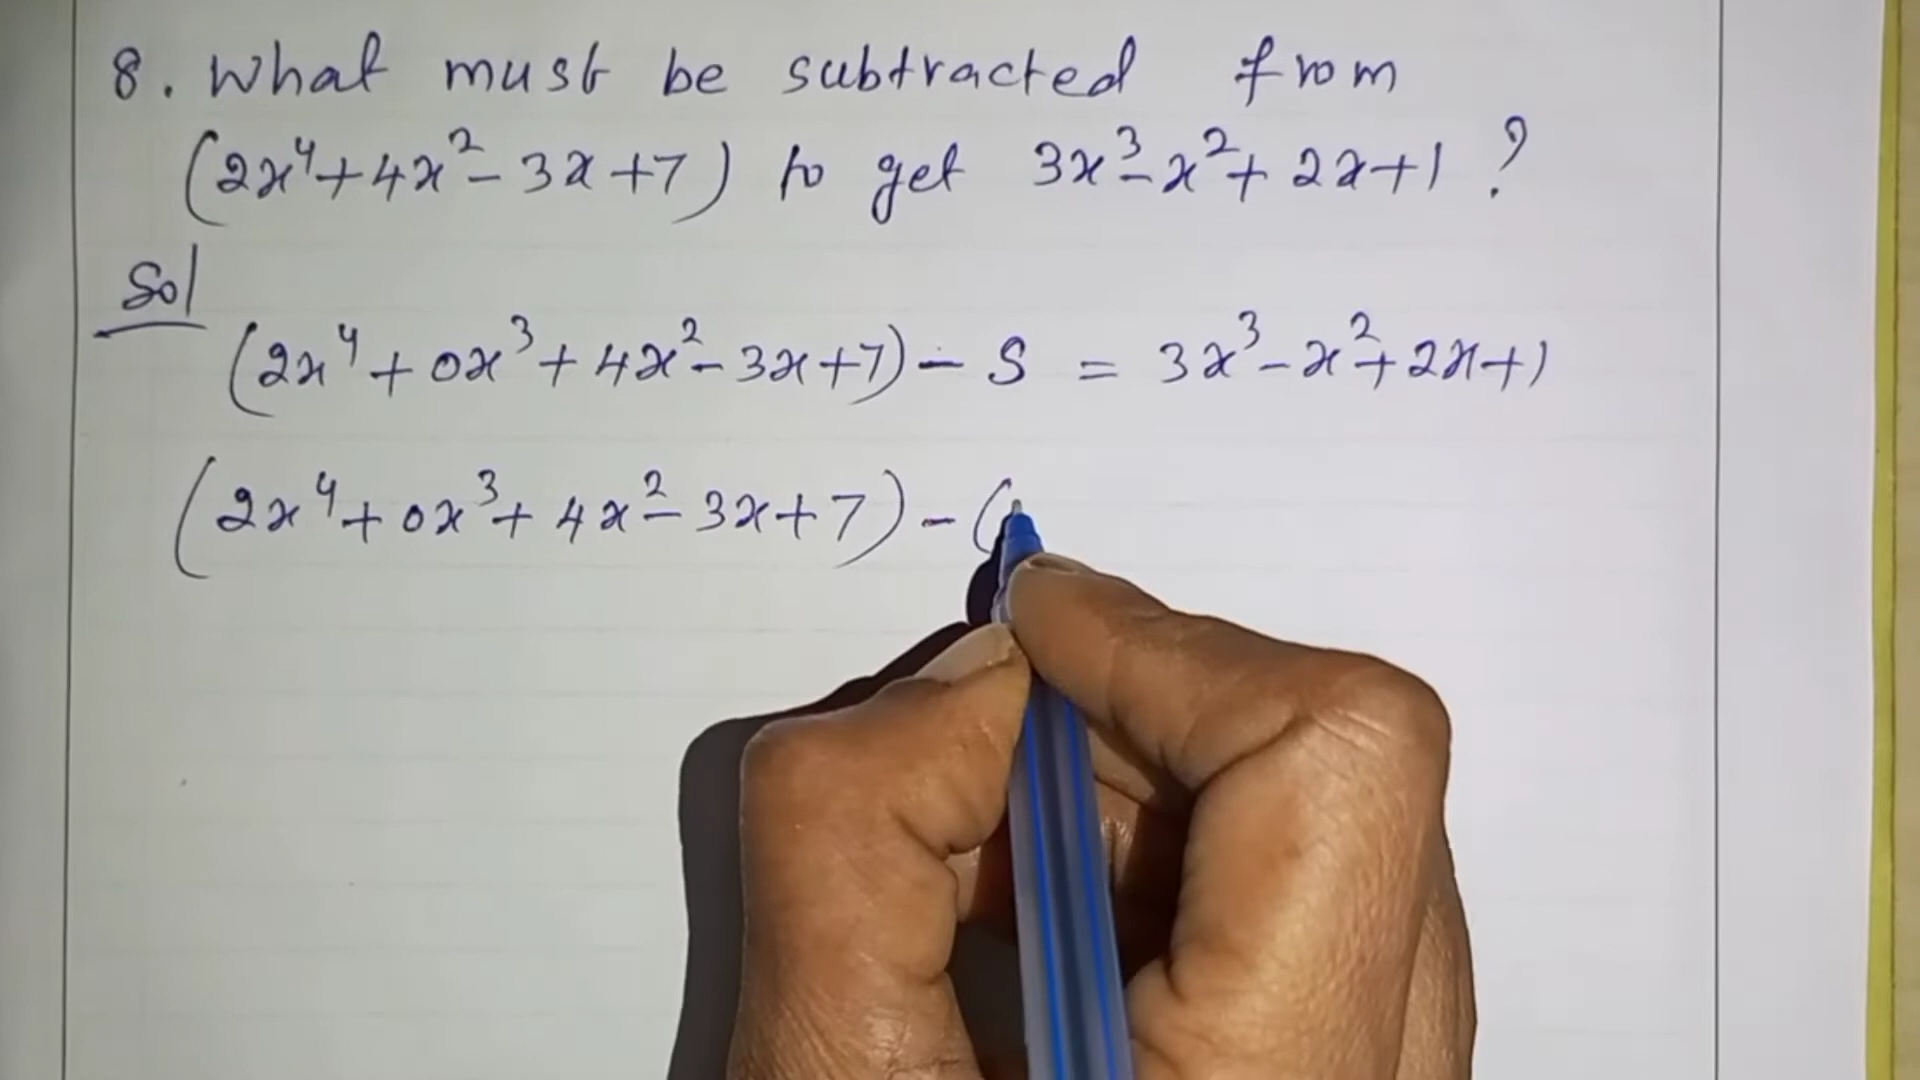 8. What must be subtracted from
(2x⁴+4x²-3x+7) to get 3x³-x²+2x+1 ?
Sol
(2x⁴+0x³+4x²-3x+7)-S = 3x³-x²+2x+1
(2x⁴+0x³+4x²-3x+7)-(